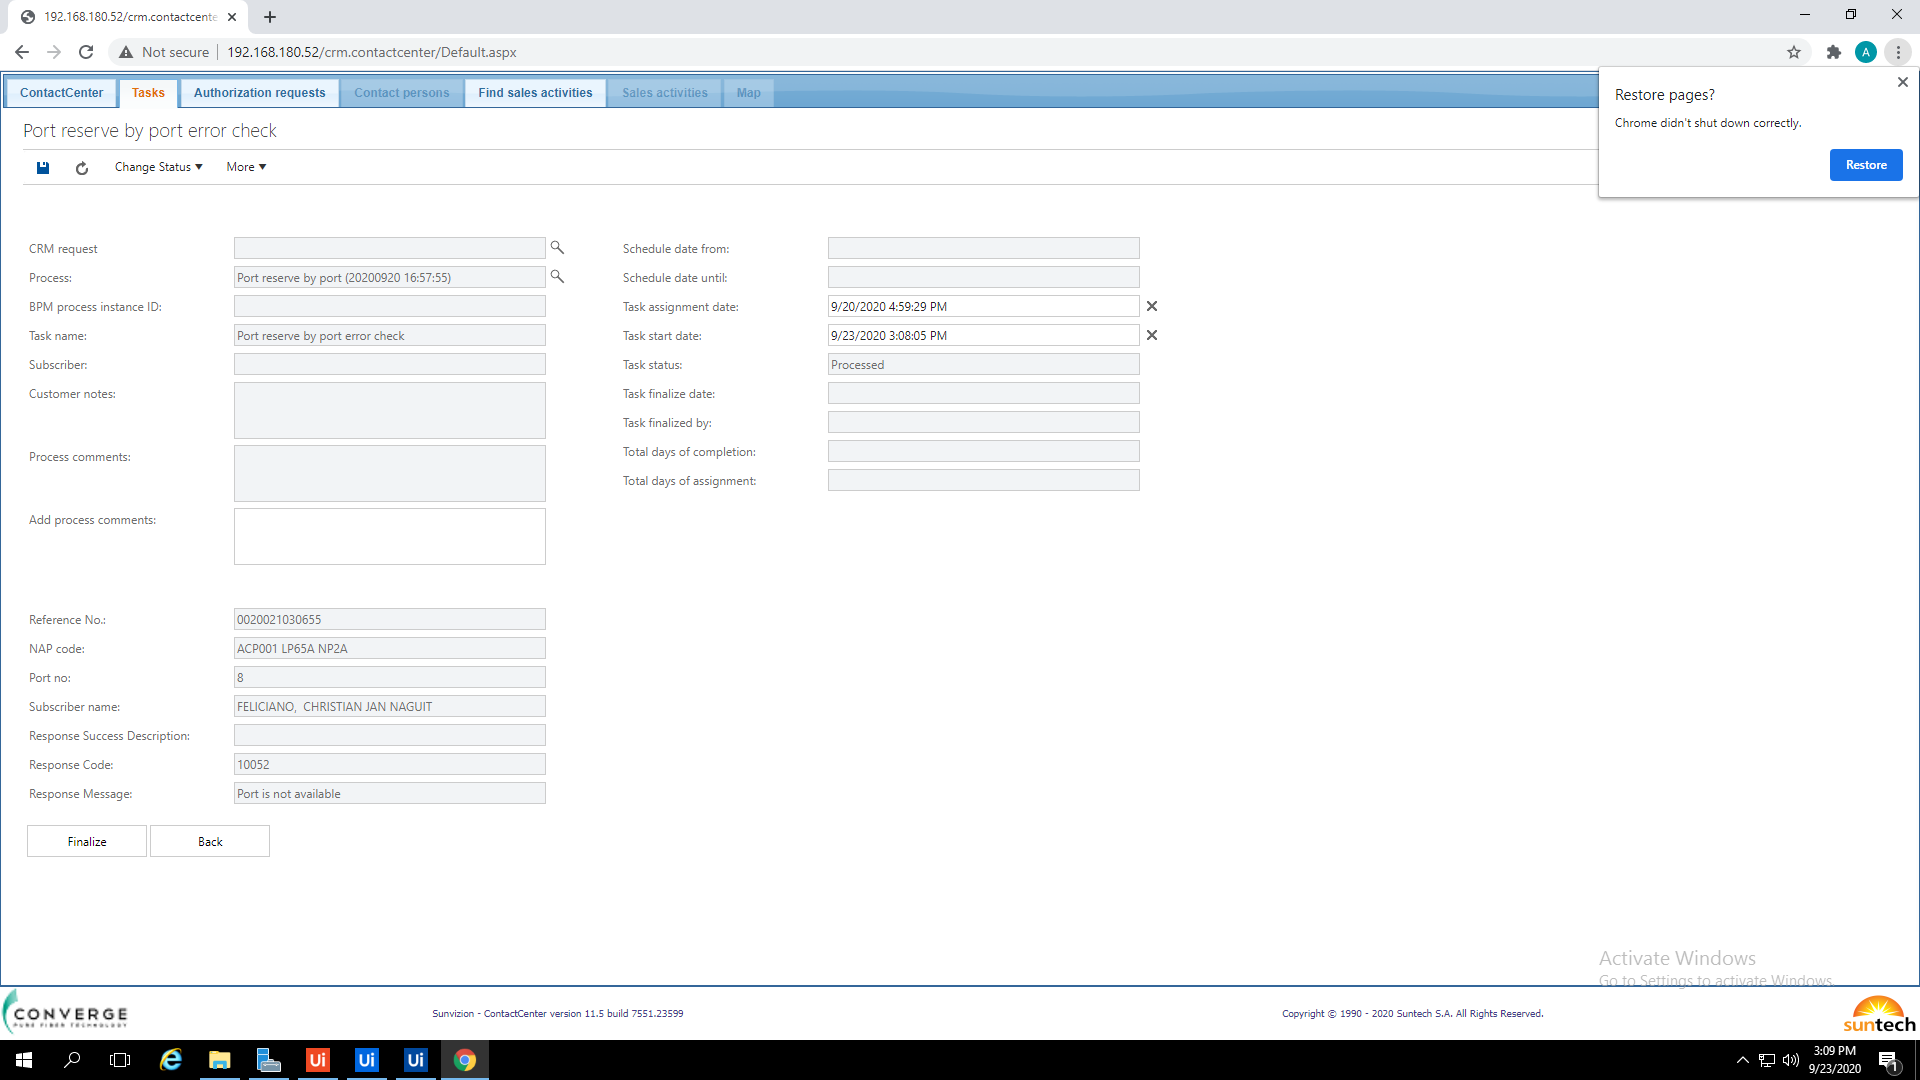 192.168.180.52/crm.contactcente
Not secure
192.168.180.52/crm.contactcenter/Default.aspx
A
ContactCenter
Tasks
Authorization requests
Contact persons
Find sales activities
Sales activities
Map
Restore pages?
Chrome didn't shut down correctly.
Restore
Port reserve by port error check
Change Status
More
CRM request
Process:
Port reserve by port (20200920 16:57:55)
BPM process instance ID:
Task name:
Port reserve by port error check
Subscriber:
Customer notes:
Process comments:
Add process comments:
Schedule date from:
Schedule date until:
Task assignment date:
9/20/2020 4:59:29 PM
Task start date:
9/23/2020 3:08:05 PM
Task status:
Processed
Task finalize date:
Task finalized by:
Total days of completion:
Total days of assignment:
Reference No.:
0020021030655
NAP code:
ACP001 LP65A NP2A
Port no:
8
Subscriber name:
FELICIANO,  CHRISTIAN JAN NAGUIT
Response Success Description:
Response Code:
10052
Response Message:
Port is not available
Finalize
Back
Activate Windows
Go to Settings to activate Windows.
CONVERGE
PURE FIBER TECHNOLOGY
Sunvizion - ContactCenter version 11.5 build 7551.23599
Copyright © 1990 - 2020 Suntech S.A. All Rights Reserved.
suntech
Ui
Ui
Ui
3:09 PM
9/23/2020
1